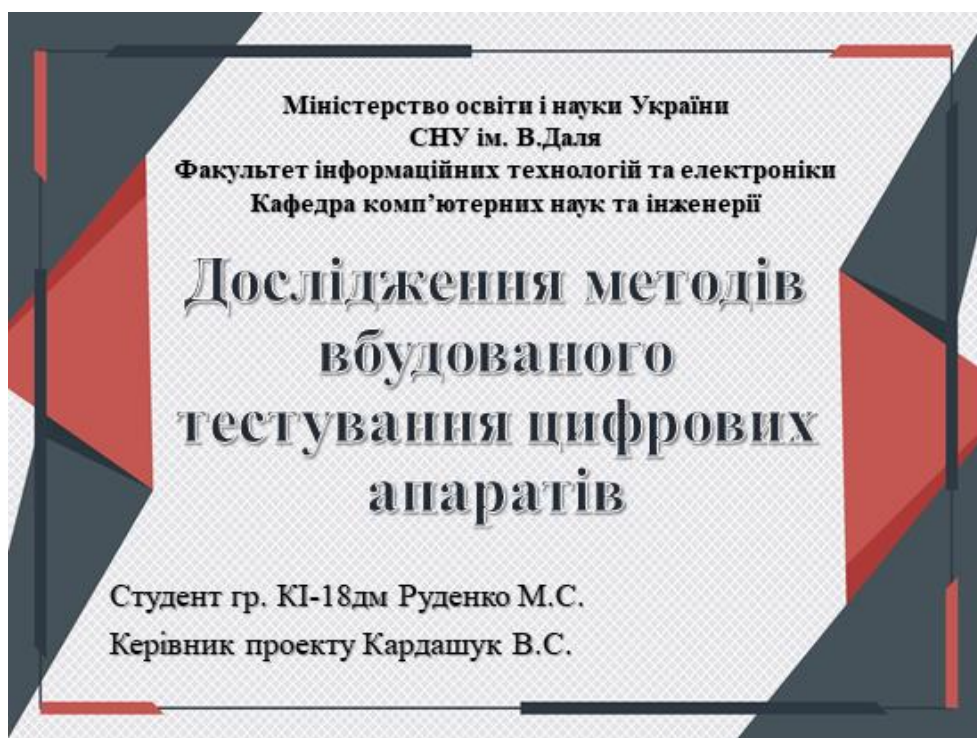 Міністерство освіти і науки України
СНУ ім. В.Даля
Факультет інформаційних технологій та електроніки
Кафедра комп’ютерних наук та інженерії
Дослідження методів
вбудованого
тестування цифрових
апаратів
Студент гр. КІ-18дм Руденко М.С.
Керівник проекту Кардашук В.С.